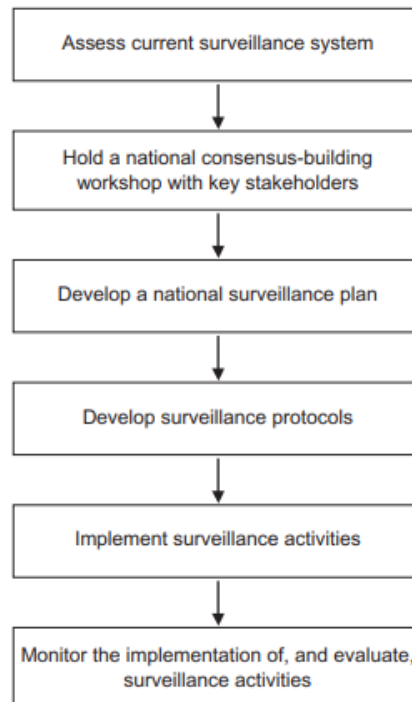 Assess current surveillance system
Hold a national consensus-building
workshop with key stakeholders
Develop a national surveillance plan
Develop surveillance protocols
Implement surveillance activities
Monitor the implementation of, and evaluate,
surveillance activities